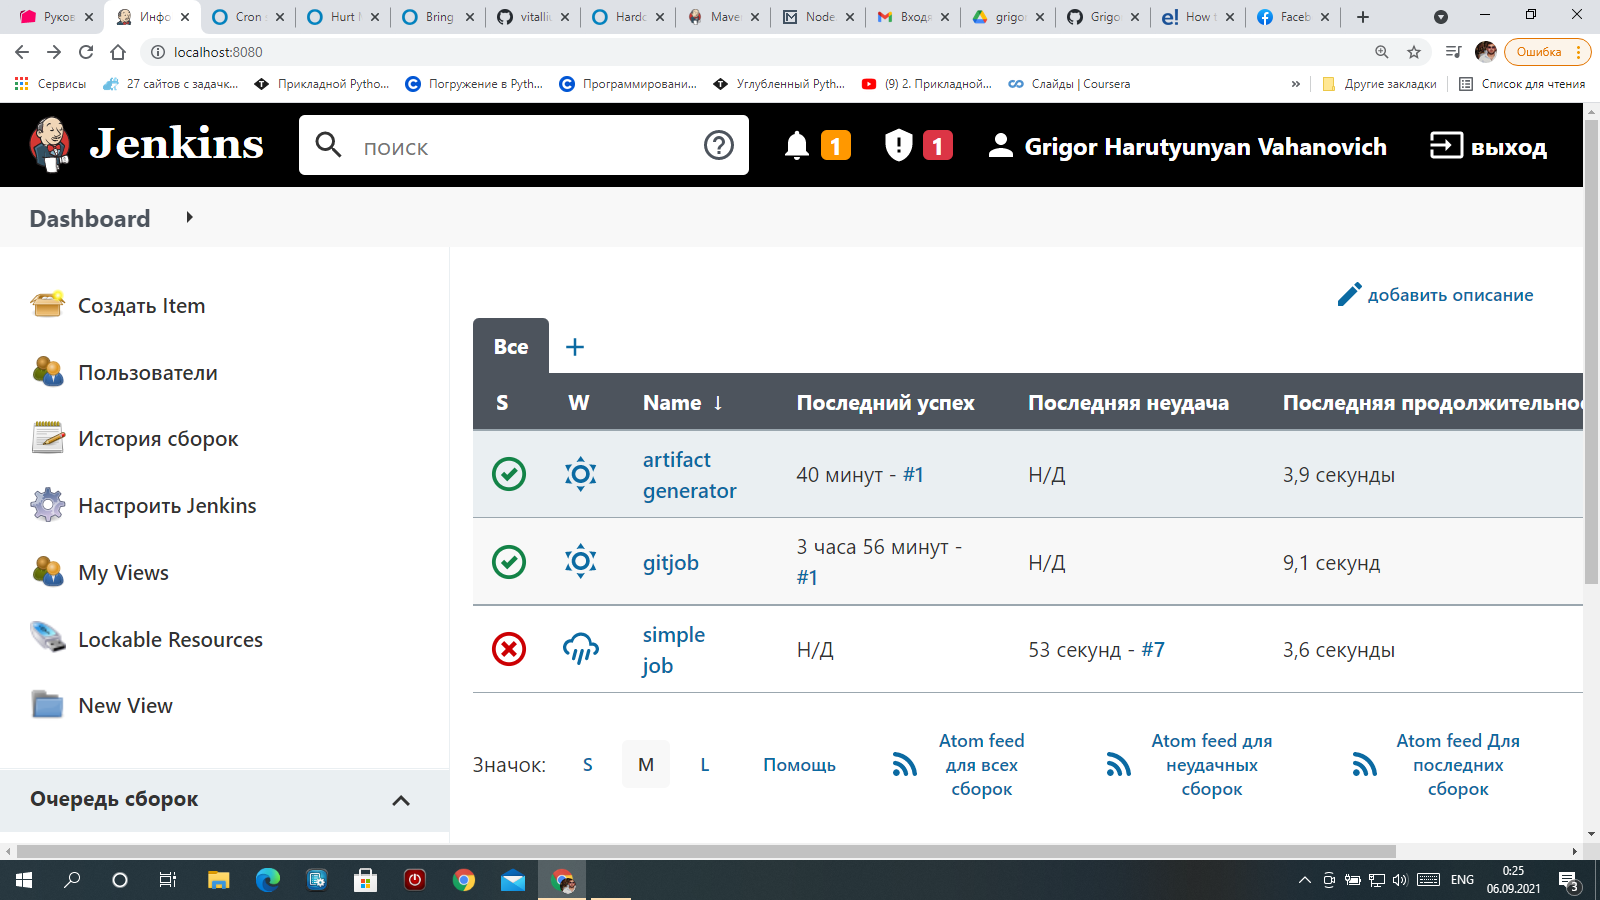 Руков
Инфо
Cron
Hurt
Bring
vitalli
Hardc
Mave
Node.
Входя
grigor
Grigo
How t
Faceb
localhost:8080
Ошибка
Сервисы
27 сайтов с задачк...
Прикладной Pytho...
Погружение в Pyth...
Программировани...
Углубленный Pyth...
(9) 2. Прикладной...
Слайды | Coursera
»
Другие закладки
Список для чтения
Jenkins
поиск
1
1
Grigor Harutyunyan Vahanovich
выход
Dashboard
Создать Item
Пользователи
История сборок
Настроить Jenkins
My Views
Lockable Resources
New View
Очередь сборок
добавить описание
Все
+
S W Name ↓ Последний успех Последняя неудача Последняя продолжительнос
artifact
generator
40 минут - #1
Н/Д
3,9 секунды
3 часа 56 минут -
#1
gitjob
Н/Д
9,1 секунд
simple
job
Н/Д
53 секунд - #7
3,6 секунды
Значок: S M L Помощь
Atom feed
для всех
сборок
Atom feed для
неудачных
сборок
Atom feed Для
последних
сборок
ENG
0:25
06.09.2021
3